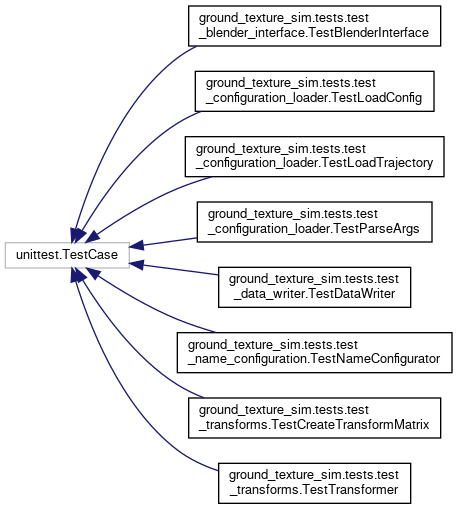 ground_texture_sim.tests.test
_blender_interface.TestBlenderInterface
ground_texture_sim.tests.test
_configuration_loader.TestLoadConfig
ground_texture_sim.tests.test
_configuration_loader.TestLoadTrajectory
ground_texture_sim.tests.test
_configuration_loader.TestParseArgs
unittest.TestCase
ground_texture_sim.tests.test
_data_writer.TestDataWriter
ground_texture_sim.tests.test
_name_configuration.TestNameConfigurator
ground_texture_sim.tests.test
_transforms.TestCreateTransformMatrix
ground_texture_sim.tests.test
_transforms.TestTransformer